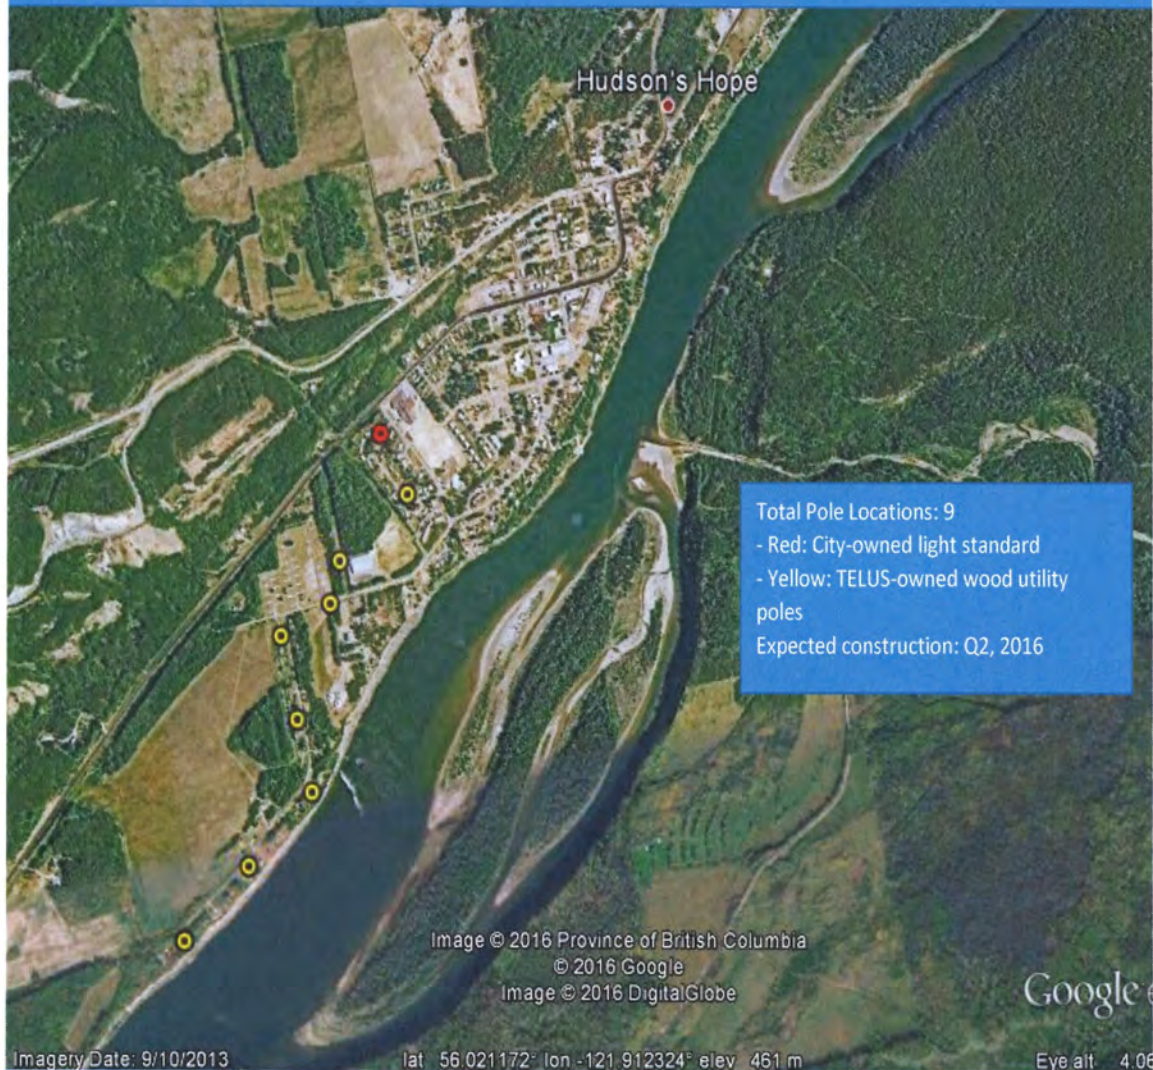 Hudson's Hope
Total Pole Locations: 9
- Red: City-owned light standard
- Yellow: TELUS-owned wood utility
poles
Expected construction: Q2, 2016
Image © 2016 Province of British Columbia
© 2016 Google
Image © 2016 DigitalGlobe
Google
Imagery Date: 9/10/2013
lat 56.021172° lon -121.912324° elev 461 m
Eye alt 4.06